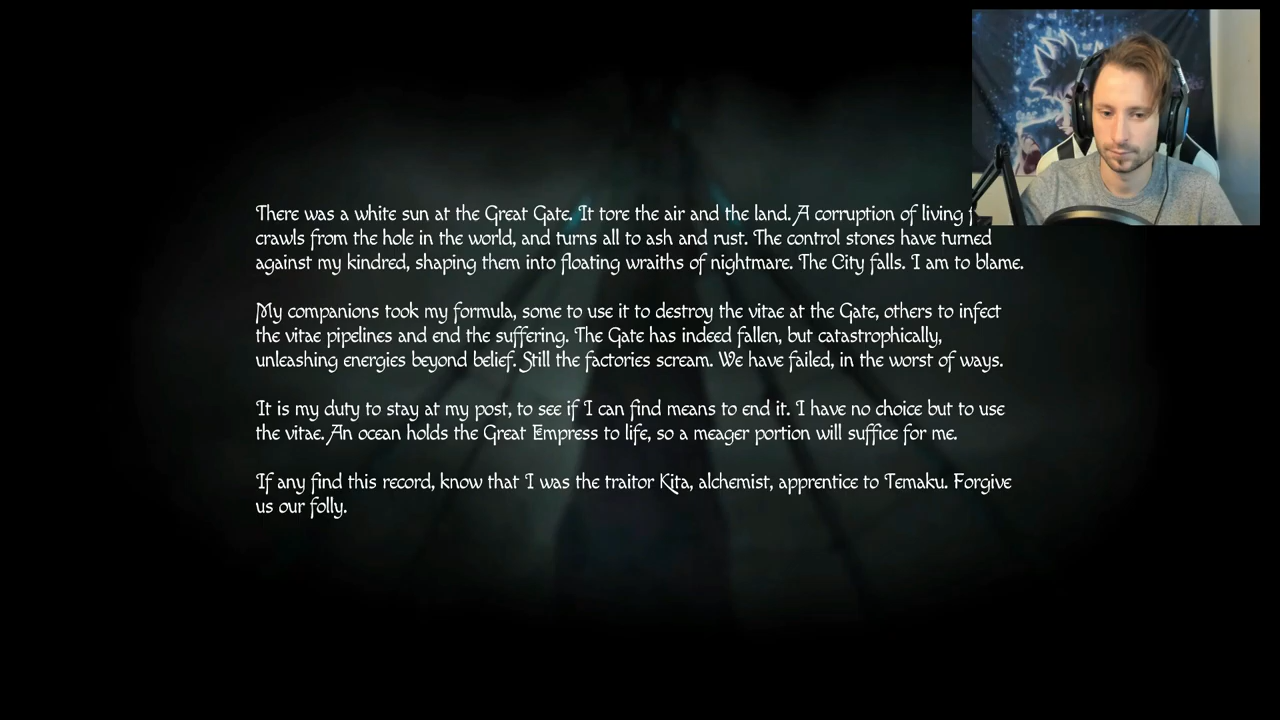 There was a white sun at the Great Gate. It tore the air and the land. A corruption of living
crawls from the hole in the world, and turns all to ash and rust. The control stones have turned
against my kindred, shaping them into floating wraiths of nightmare. The City falls. I am to blame.
My companions took my formula, some to use it to destroy the vitae at the Gate, others to infect
the vitae pipelines and end the suffering. The Gate has indeed fallen, but catastrophically,
unleashing energies beyond belief. Still the factories scream. We have failed, in the worst of ways.
It is my duty to stay at my post, to see if I can find means to end it. I have no choice but to use
the vitae. An ocean holds the Great Empress to life, so a meager portion will suffice for me.
If any find this record, know that I was the traitor Kita, alchemist, apprentice to Temaku. Forgive
us our folly.